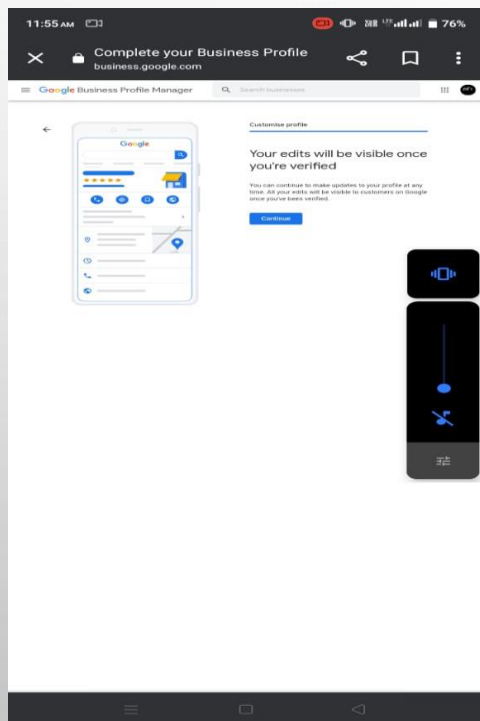 11:55 AM
76%
Complete your Business Profile
business.google.com
Google Business Profile Manager
Search businesses
Customise profile
Google
Your edits will be visible once
you're verified
You can continue to make updates to your profile at any
time. All your edits will be visible to customers on Google
once you've been verified.
Continue